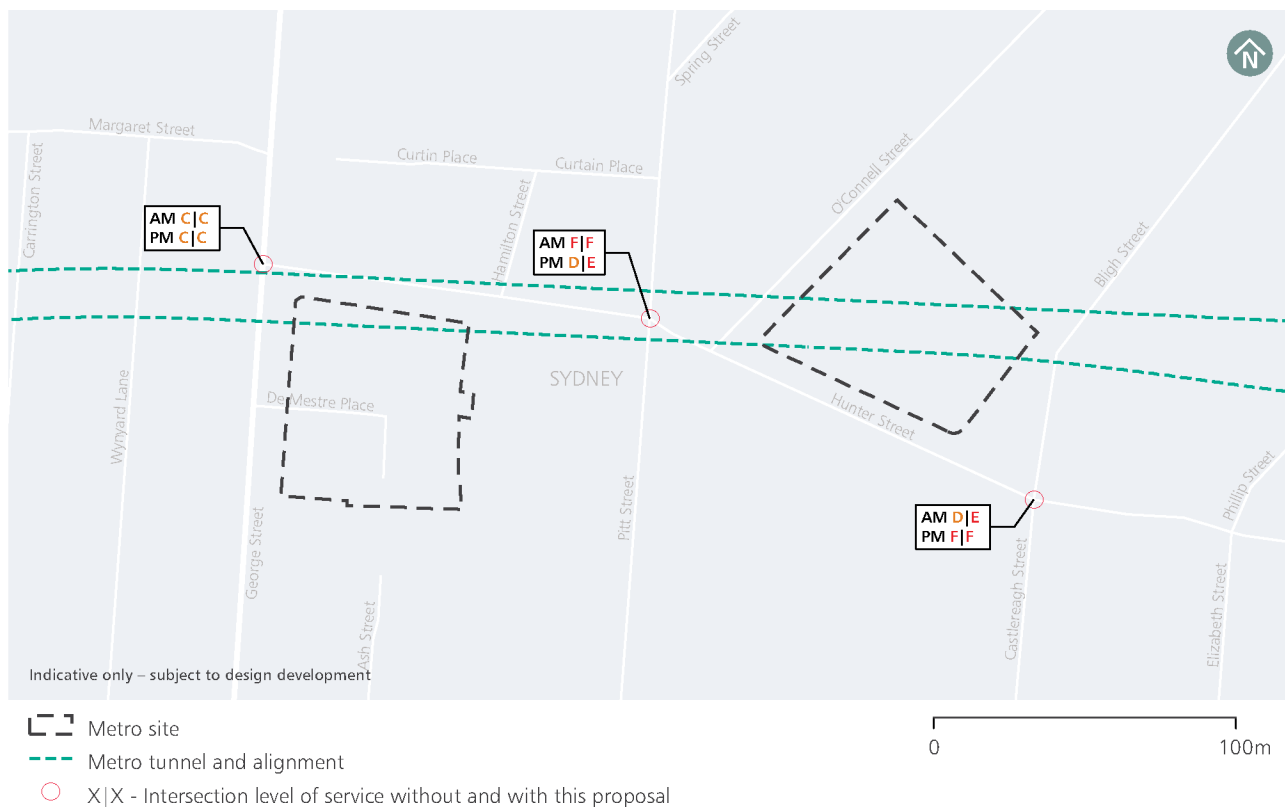 N
Spring Street
Margaret Street
Curtin Place
Curtain Place
Carrington Street
Hamilton Street
O'Connell Street
Bligh Street
AM C|C
PM C|C
AM F|F
PM D|E
SYDNEY
Wynyard Lane
De Mestre Place
Hunter Street
Pitt Street
George Street
Phillip Street
AM D|E
PM F|F
Castlereagh Street
Elizabeth Street
Ash Street
Indicative only – subject to design development
Metro site
Metro tunnel and alignment
X|X - Intersection level of service without and with this proposal
0
100m